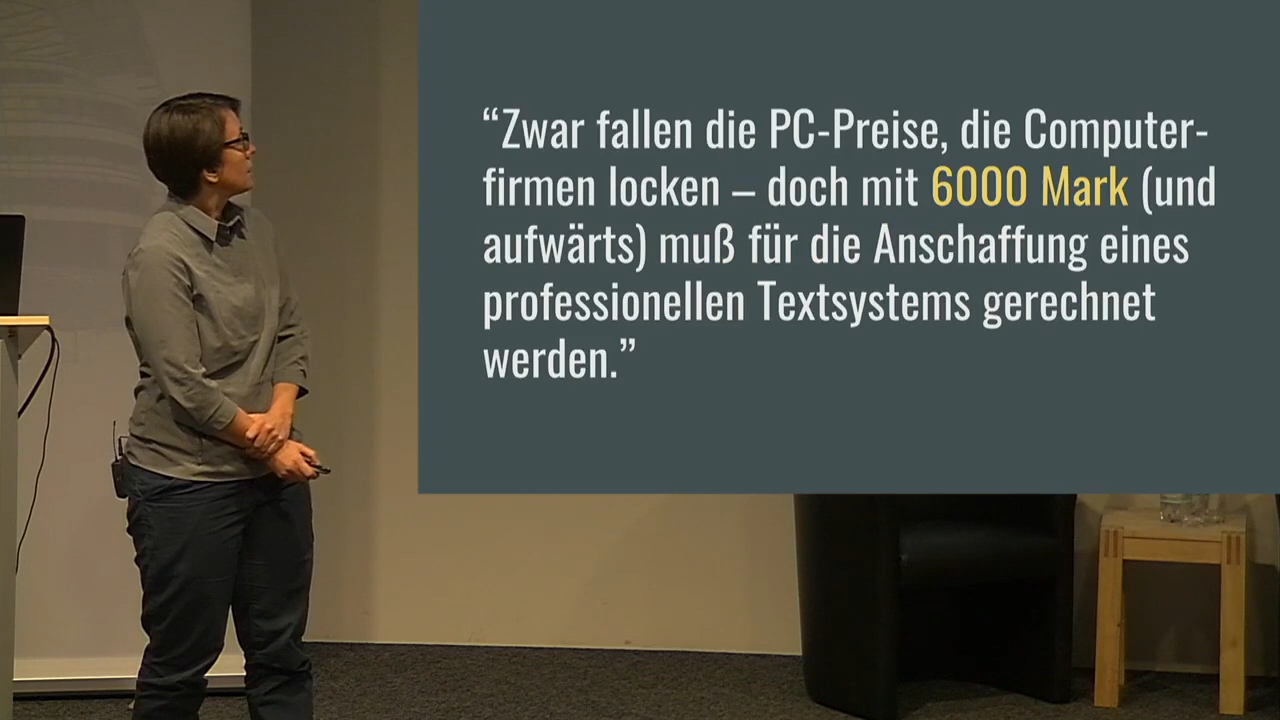 “Zwar fallen die PC-Preise, die Computer-
firmen locken – doch mit 6000 Mark (und
aufwärts) muß für die Anschaffung eines
professionellen Textsystems gerechnet
werden.”